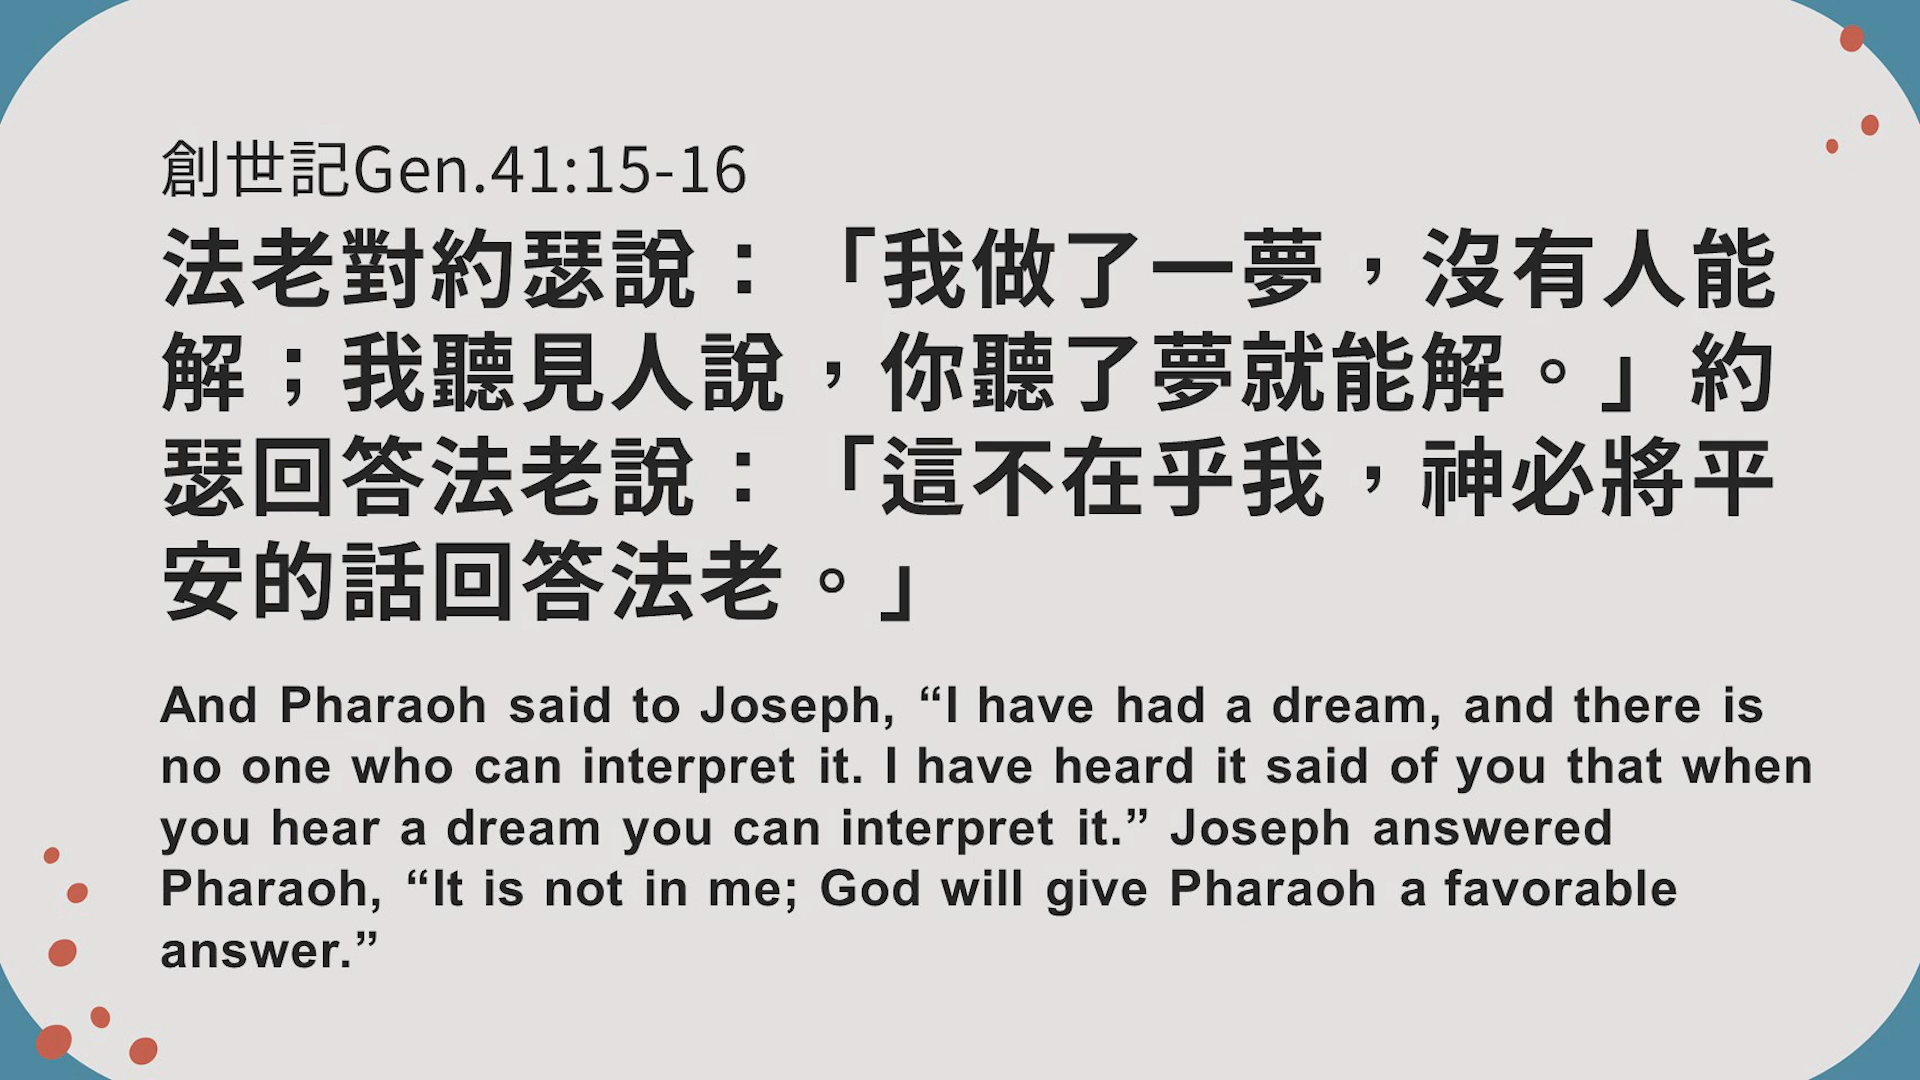 創世記Gen.41:15-16
法老對約瑟說：「我做了一夢，沒有人能
解；我聽見人說，你聽了夢就能解。」約
瑟回答法老說：「這不在乎我，神必將平
安的話回答法老。」
And Pharaoh said to Joseph, “I have had a dream, and there is
no one who can interpret it. I have heard it said of you that when
you hear a dream you can interpret it.” Joseph answered
Pharaoh, “It is not in me; God will give Pharaoh a favorable
answer.”